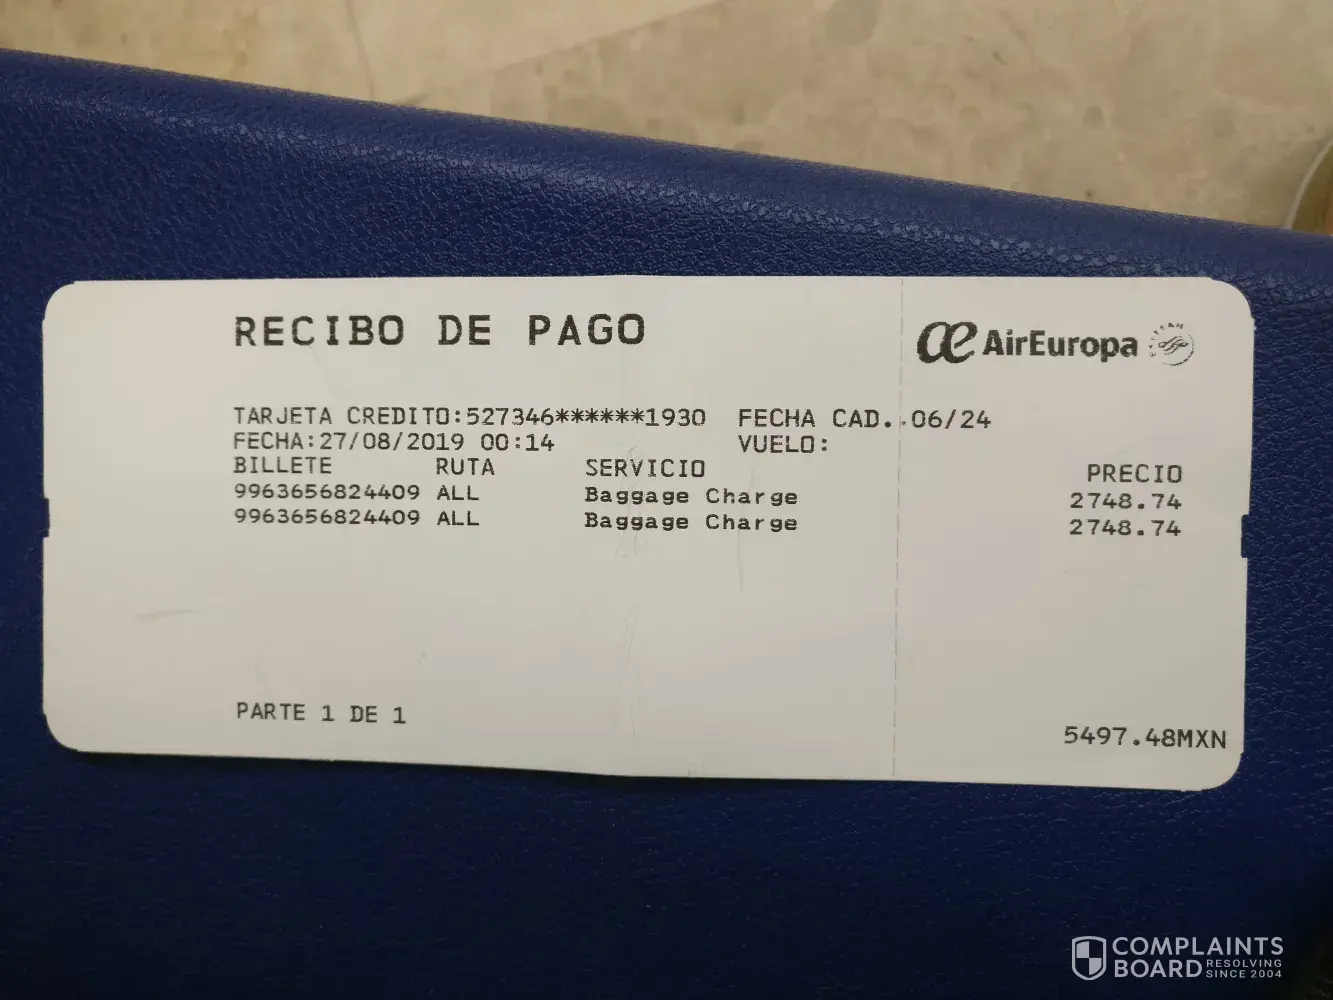 RECIBO DE PAGO
AirEuropa
TARJETA CREDITO:527346******1930 FECHA CAD. 06/24
FECHA:27/08/2019 00:14 VUELO:
BILLETE RUTA SERVICIO PRECIO
9963656824409 ALL Baggage Charge 2748.74
9963656824409 ALL Baggage Charge 2748.74
PARTE 1 DE 1
5497.48MXN
COMPLAINTS
BOARD RESOLVING
SINCE 2004